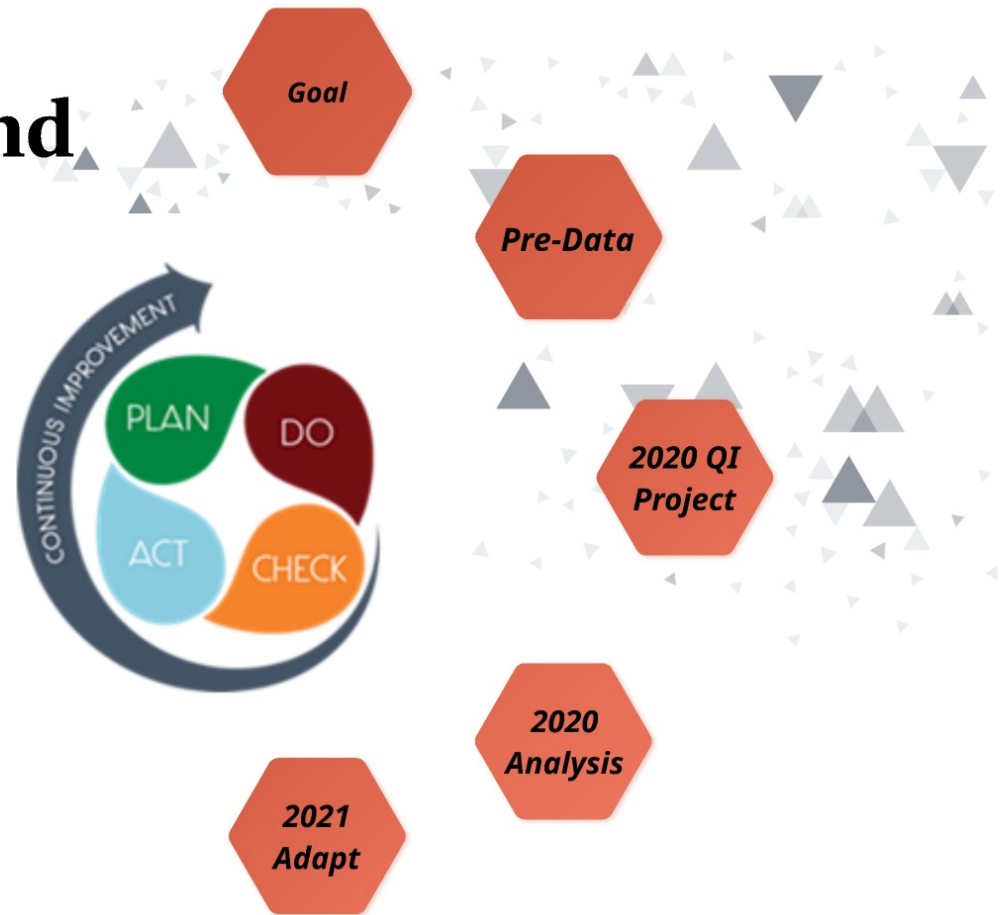 Goal
nd
Pre-Data
CONTINUOUS IMPROVEMENT
PLAN
DO
ACT
CHECK
2020 QI
Project
2020
Analysis
2021
Adapt